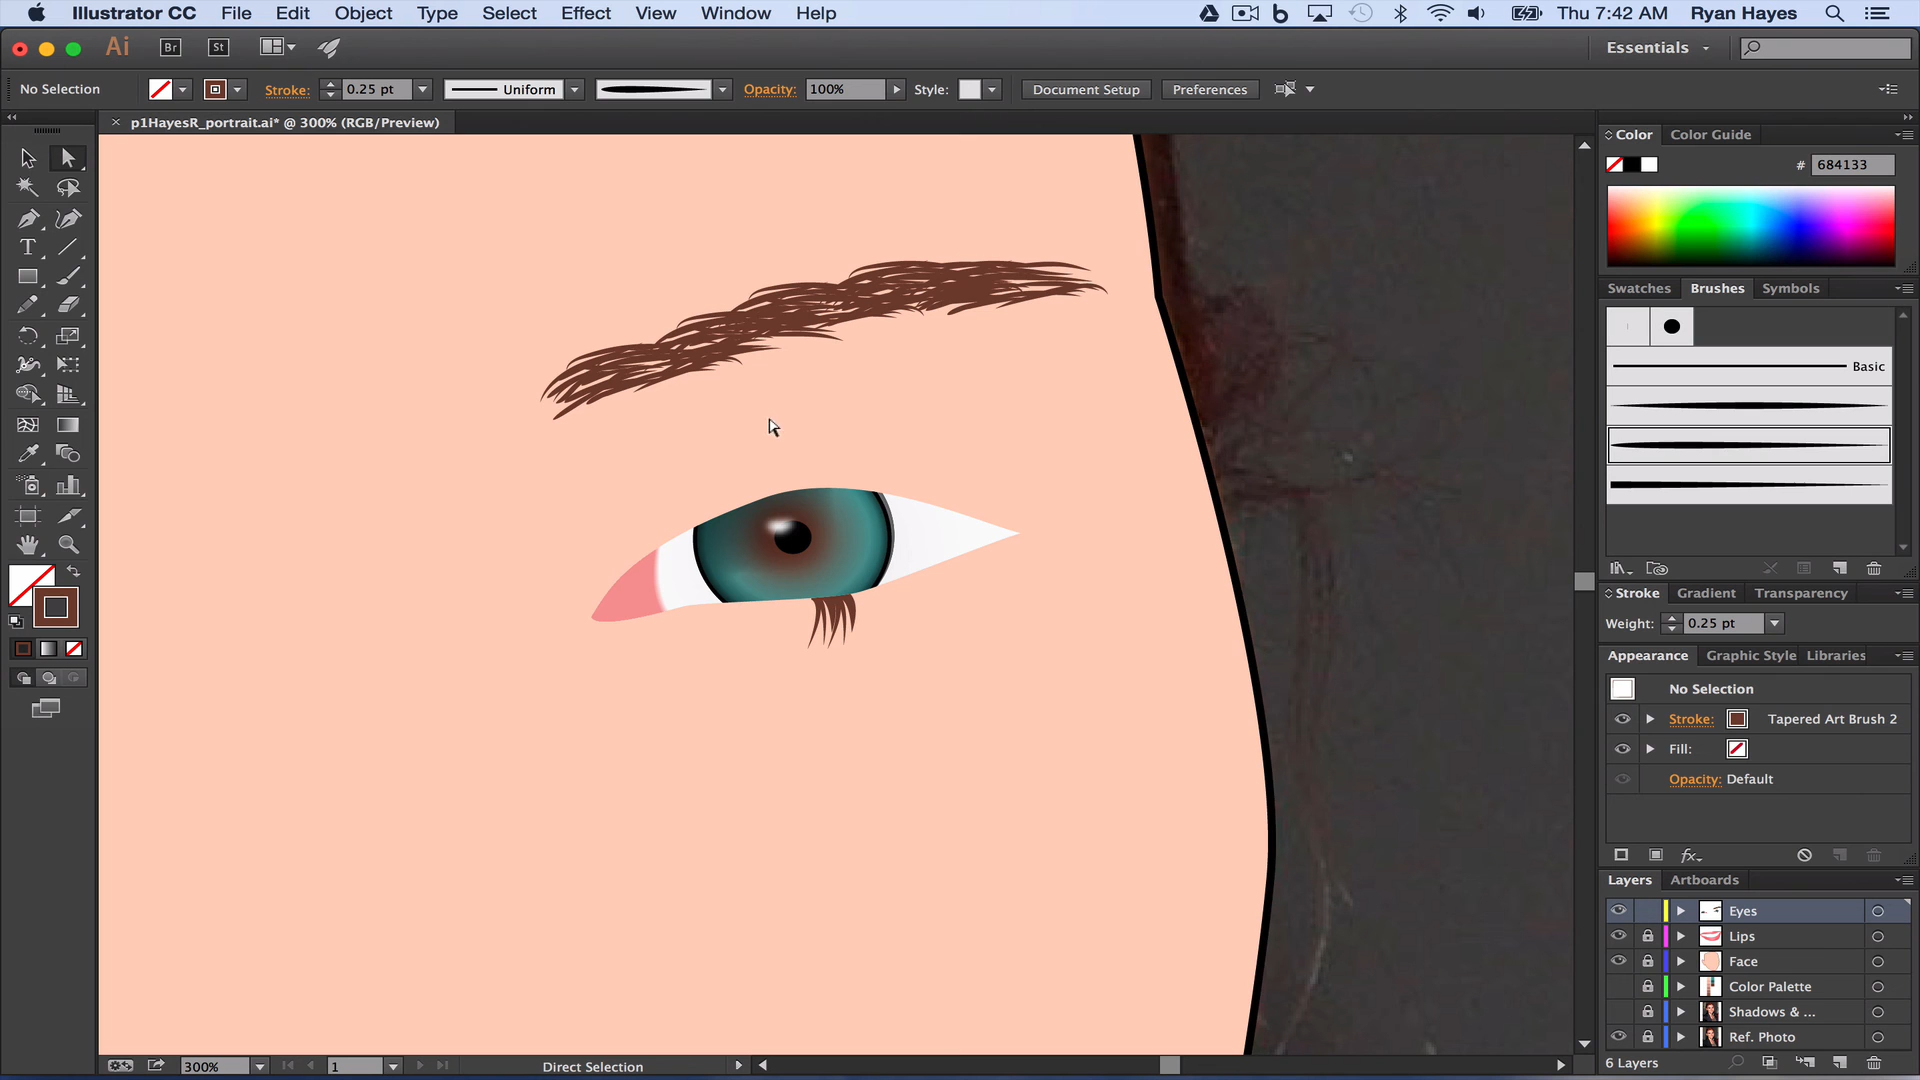 Illustrator CC File Edit Object Type Select Effect View Window Help Thu 7:42 AM Ryan Hayes
Ai Br St Essentials
No Selection Stroke: 0.25 pt Uniform Opacity: 100% Style: Document Setup Preferences
p1HayesR_portrait.ai* @ 300% (RGB/Preview)
Color Color Guide
# 684133
Swatches Brushes Symbols
Basic
Stroke Gradient Transparency
Weight: 0.25 pt
Appearance Graphic Style Libraries
No Selection
Stroke: Tapered Art Brush 2
Fill:
Opacity: Default
fx
Layers Artboards
Eyes
Lips
Face
Color Palette
Shadows & ...
Ref. Photo
6 Layers
300% 1 Direct Selection